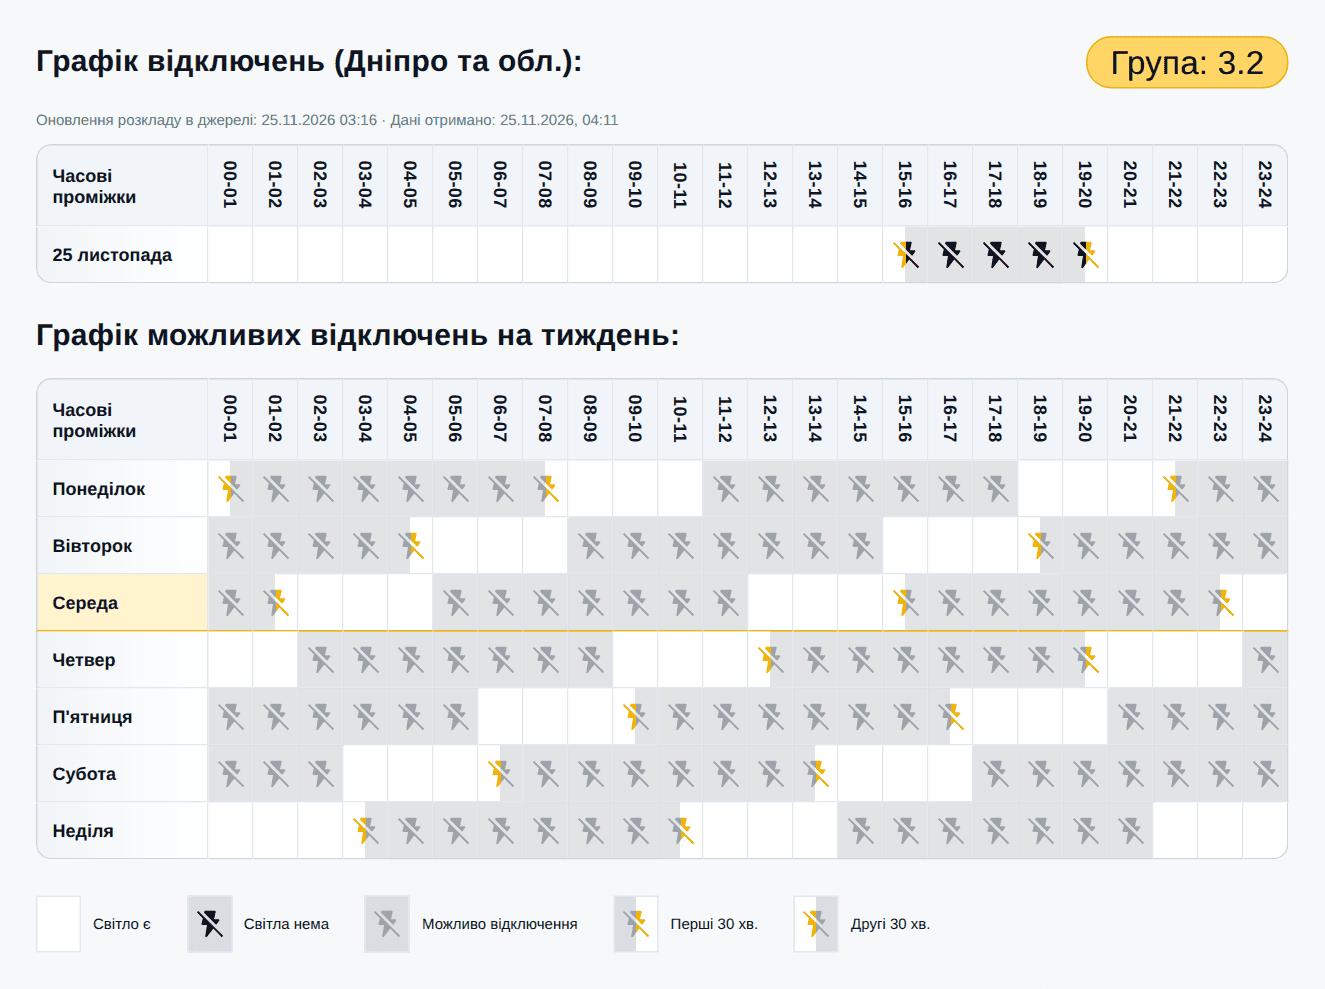 Графік відключень (Дніпро та обл.):
Група: 3.2
Оновлення розкладу в джерелі: 25.11.2026 03:16 · Дані отримано: 25.11.2026, 04:11
Часові проміжки 00-01 01-02 02-03 03-04 04-05 05-06 06-07 07-08 08-09 09-10 10-11 11-12 12-13 13-14 14-15 15-16 16-17 17-18 18-19 19-20 20-21 21-22 22-23 23-24
25 листопада
Графік можливих відключень на тиждень:
Часові проміжки 00-01 01-02 02-03 03-04 04-05 05-06 06-07 07-08 08-09 09-10 10-11 11-12 12-13 13-14 14-15 15-16 16-17 17-18 18-19 19-20 20-21 21-22 22-23 23-24
Понеділок
Вівторок
Середа
Четвер
П'ятниця
Субота
Неділя
Світло є Світла нема Можливо відключення Перші 30 хв. Другі 30 хв.